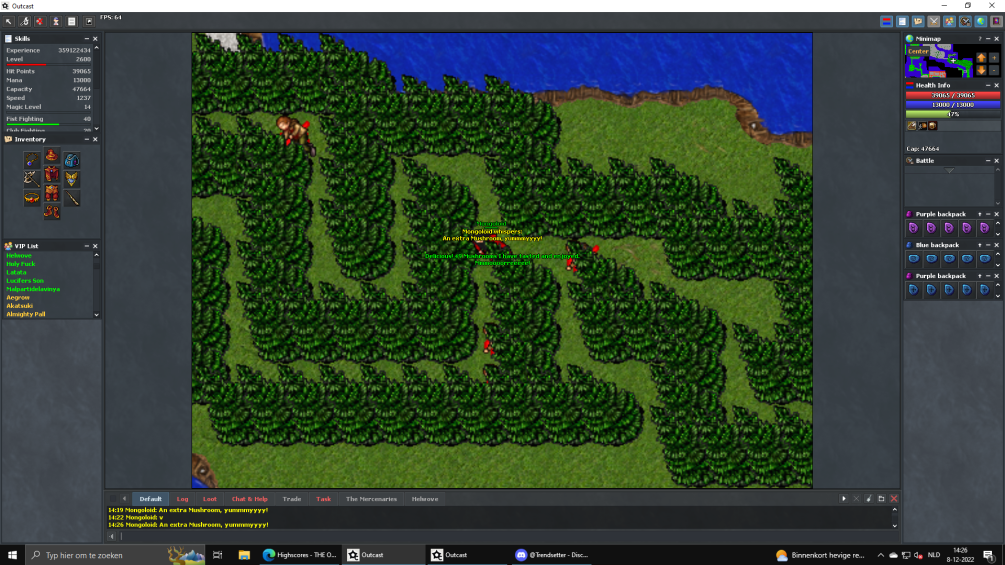 Outcast
FPS: 64
Skills
Experience 359122434
Level 2600
Hit Points 39065
Mana 13000
Capacity 47664
Speed 1237
Magic Level 14
Fist Fighting 40
Inventory
VIP List
Helwove
Holy Fuck
Latata
Lucifers Son
Malpartidelavinya
Aegrow
Akatsuki
Almighty Pall
Mongoloid whispers:
An extra Mushroom, yummmyyyy!
Minimap
Center
Health Info
39065 / 39065
13000 / 13000
Cap: 47664
Battle
Purple backpack
Blue backpack
Purple backpack
Default Log Loot Chat & Help Trade Task The Mercenaries Helwove
14:19 Mongoloid: An extra Mushroom, yummmyyyy!
14:22 Mongoloid: v
14:26 Mongoloid: An extra Mushroom, yummmyyyy!
Typ hier om te zoeken
Highscores - THE O...
Outcast
Outcast
@Trendsetter - Disc...
Binnenkort hevige re...
NLD
14:26
8-12-2022